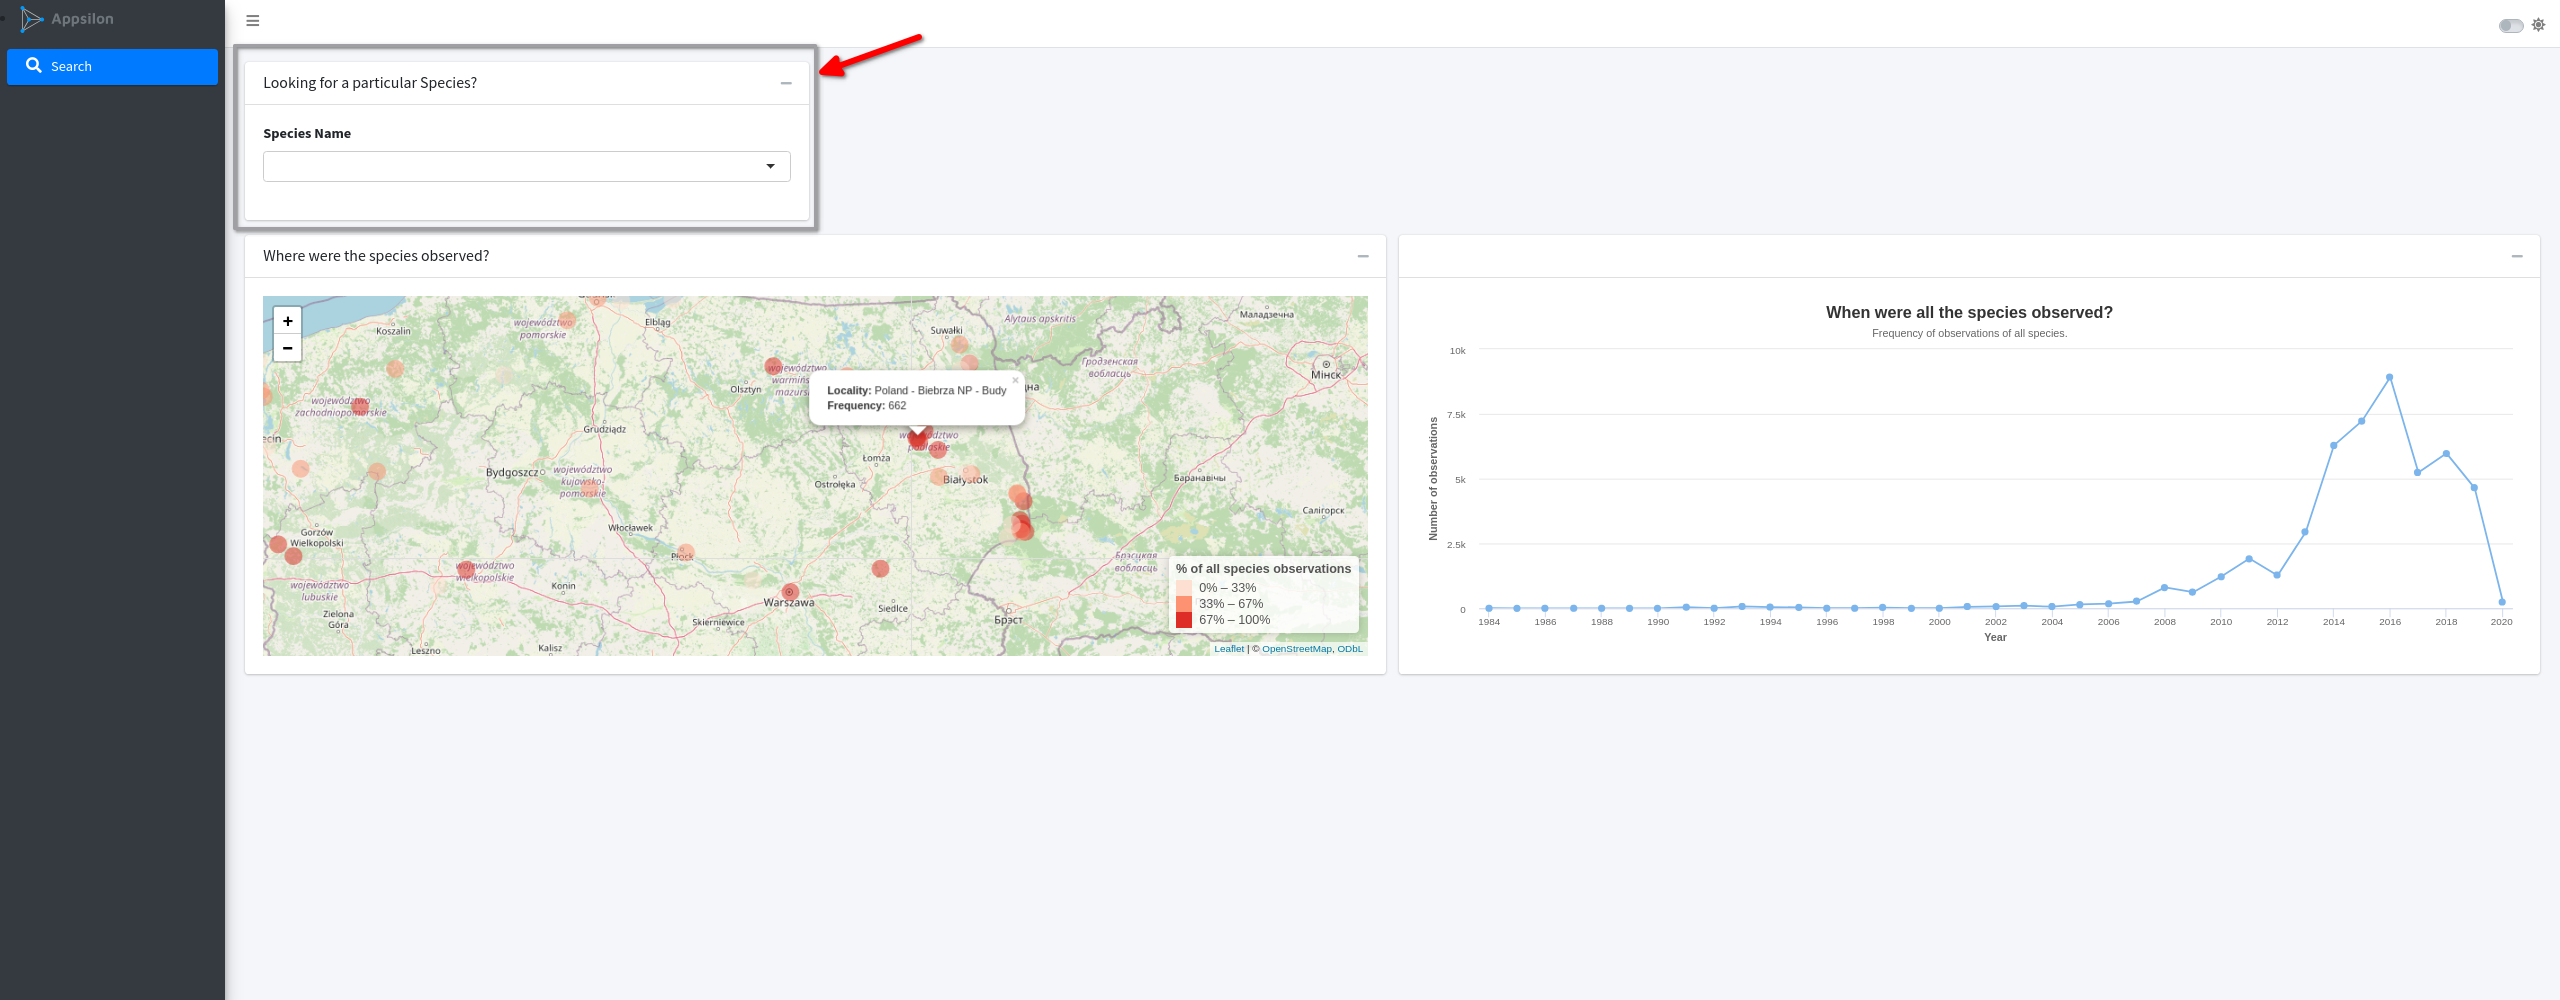 Appsilon
Search
Looking for a particular Species?
Species Name
Where were the species observed?
+
−
Koszalin
województwo
pomorskie
Elbląg
Suwałki
Alytaus apskritis
Маладзечна
Гродзенская
вобласць
Мінск
Olsztyn
województwo
zachodniopomorskie
Grudziądz
Locality: Poland - Biebrza NP - Budy
Frequency: 662
×
Łomża
Bydgoszcz
województwo
kujawsko-
pomorskie
Ostrołęka
Białystok
Баранавічы
Салігорск
Włocławek
Gorzów
Wielkopolski
Płock
województwo
wielkopolskie
Брэсцкая
вобласць
województwo
lubuskie
Konin
Warszawa
Siedlce
Zielona
Góra
Skierniewice
Брэст
Leszno
Kalisz
% of all species observations
0% – 33%
33% – 67%
67% – 100%
Leaflet | © OpenStreetMap, ODbL
When were all the species observed?
Frequency of observations of all species.
Number of observations
10k
7.5k
5k
2.5k
0
1984 1986 1988 1990 1992 1994 1996 1998 2000 2002 2004 2006 2008 2010 2012 2014 2016 2018 2020
Year